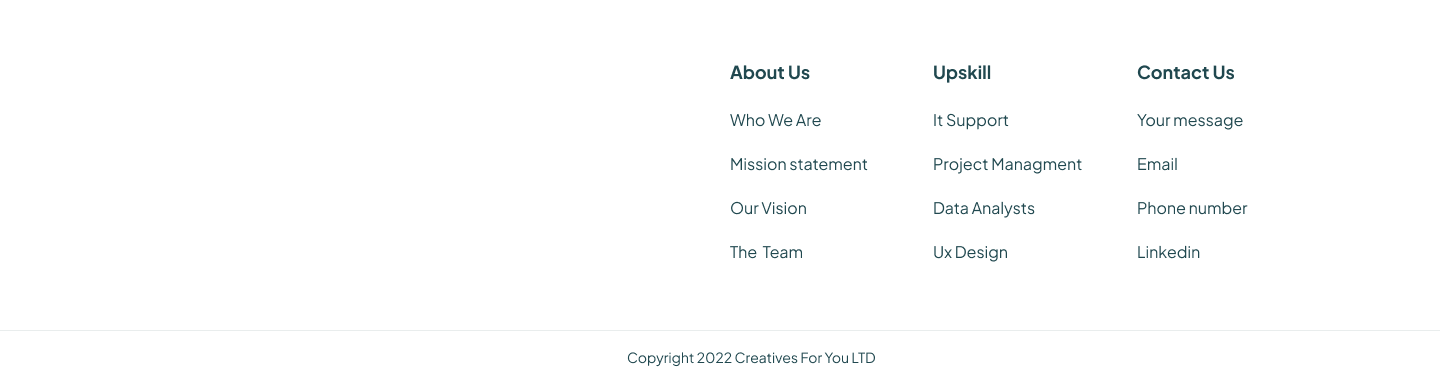 About Us
Who We Are
Mission statement
Our Vision
The  Team
Upskill
It Support
Project Managment
Data Analysts
Ux Design
Contact Us
Your message
Email
Phone number
Linkedin
Copyright 2022 Creatives For You LTD